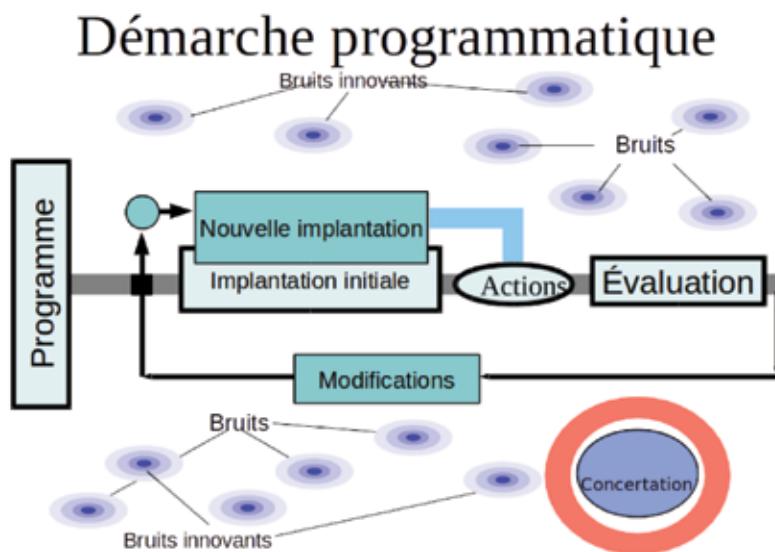 Démarche programmatique
Bruits innovants
Bruits
Programme
Nouvelle implantation
Implantation initiale
Actions
Évaluation
Modifications
Bruits
Concertation
Bruits innovants